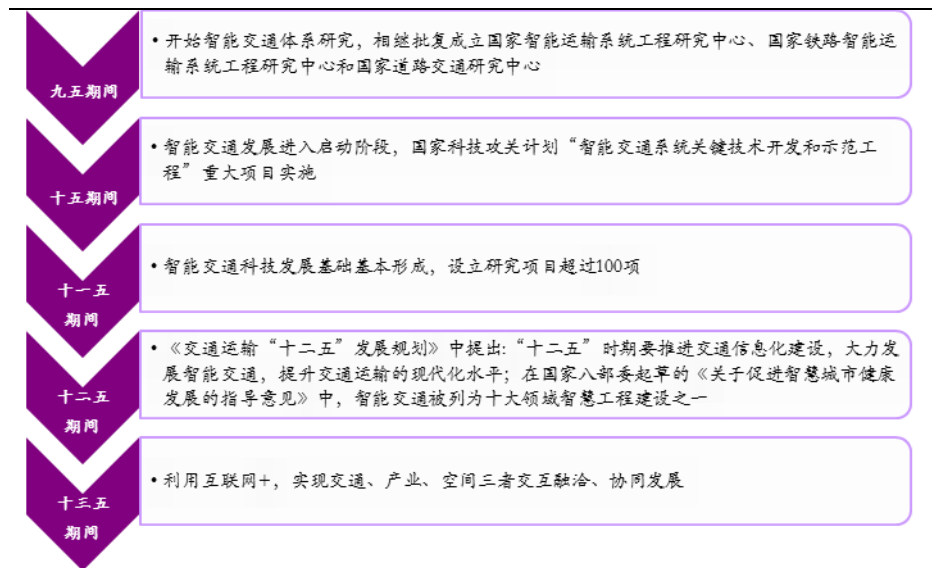 九五期间
•开始智能交通体系研究，相继批复成立国家智能运输系统工程研究中心、国家铁路智能运
输系统工程研究中心和国家道路交通研究中心
十五期间
•智能交通发展进入启动阶段，国家科技攻关计划“智能交通系统关键技术开发和示范工
程”重大项目实施
十一五
期间
•智能交通科技发展基础基本形成，设立研究项目超过100项
十二五
期间
•《交通运输“十二五”发展规划》中提出:“十二五”时期要推进交通信息化建设，大力发
展智能交通，提升交通运输的现代化水平；在国家八部委起草的《关于促进智慧城市健康
发展的指导意见》中，智能交通被列为十大领域智慧工程建设之一
十三五
期间
•利用互联网+，实现交通、产业、空间三者交互融洽、协同发展